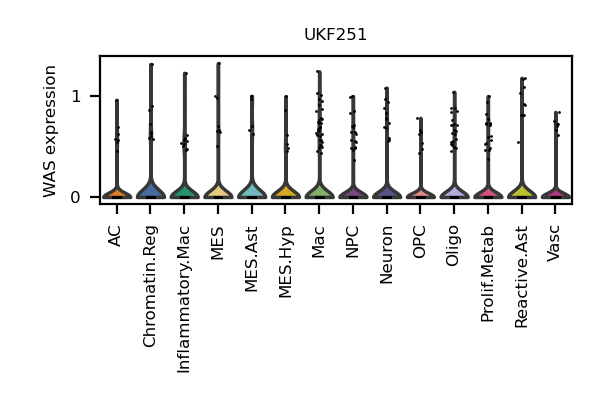 UKF251
WAS expression
1
0
AC
Chromatin.Reg
Inflammatory.Mac
MES
MES.Ast
MES.Hyp
Mac
NPC
Neuron
OPC
Oligo
Prolif.Metab
Reactive.Ast
Vasc